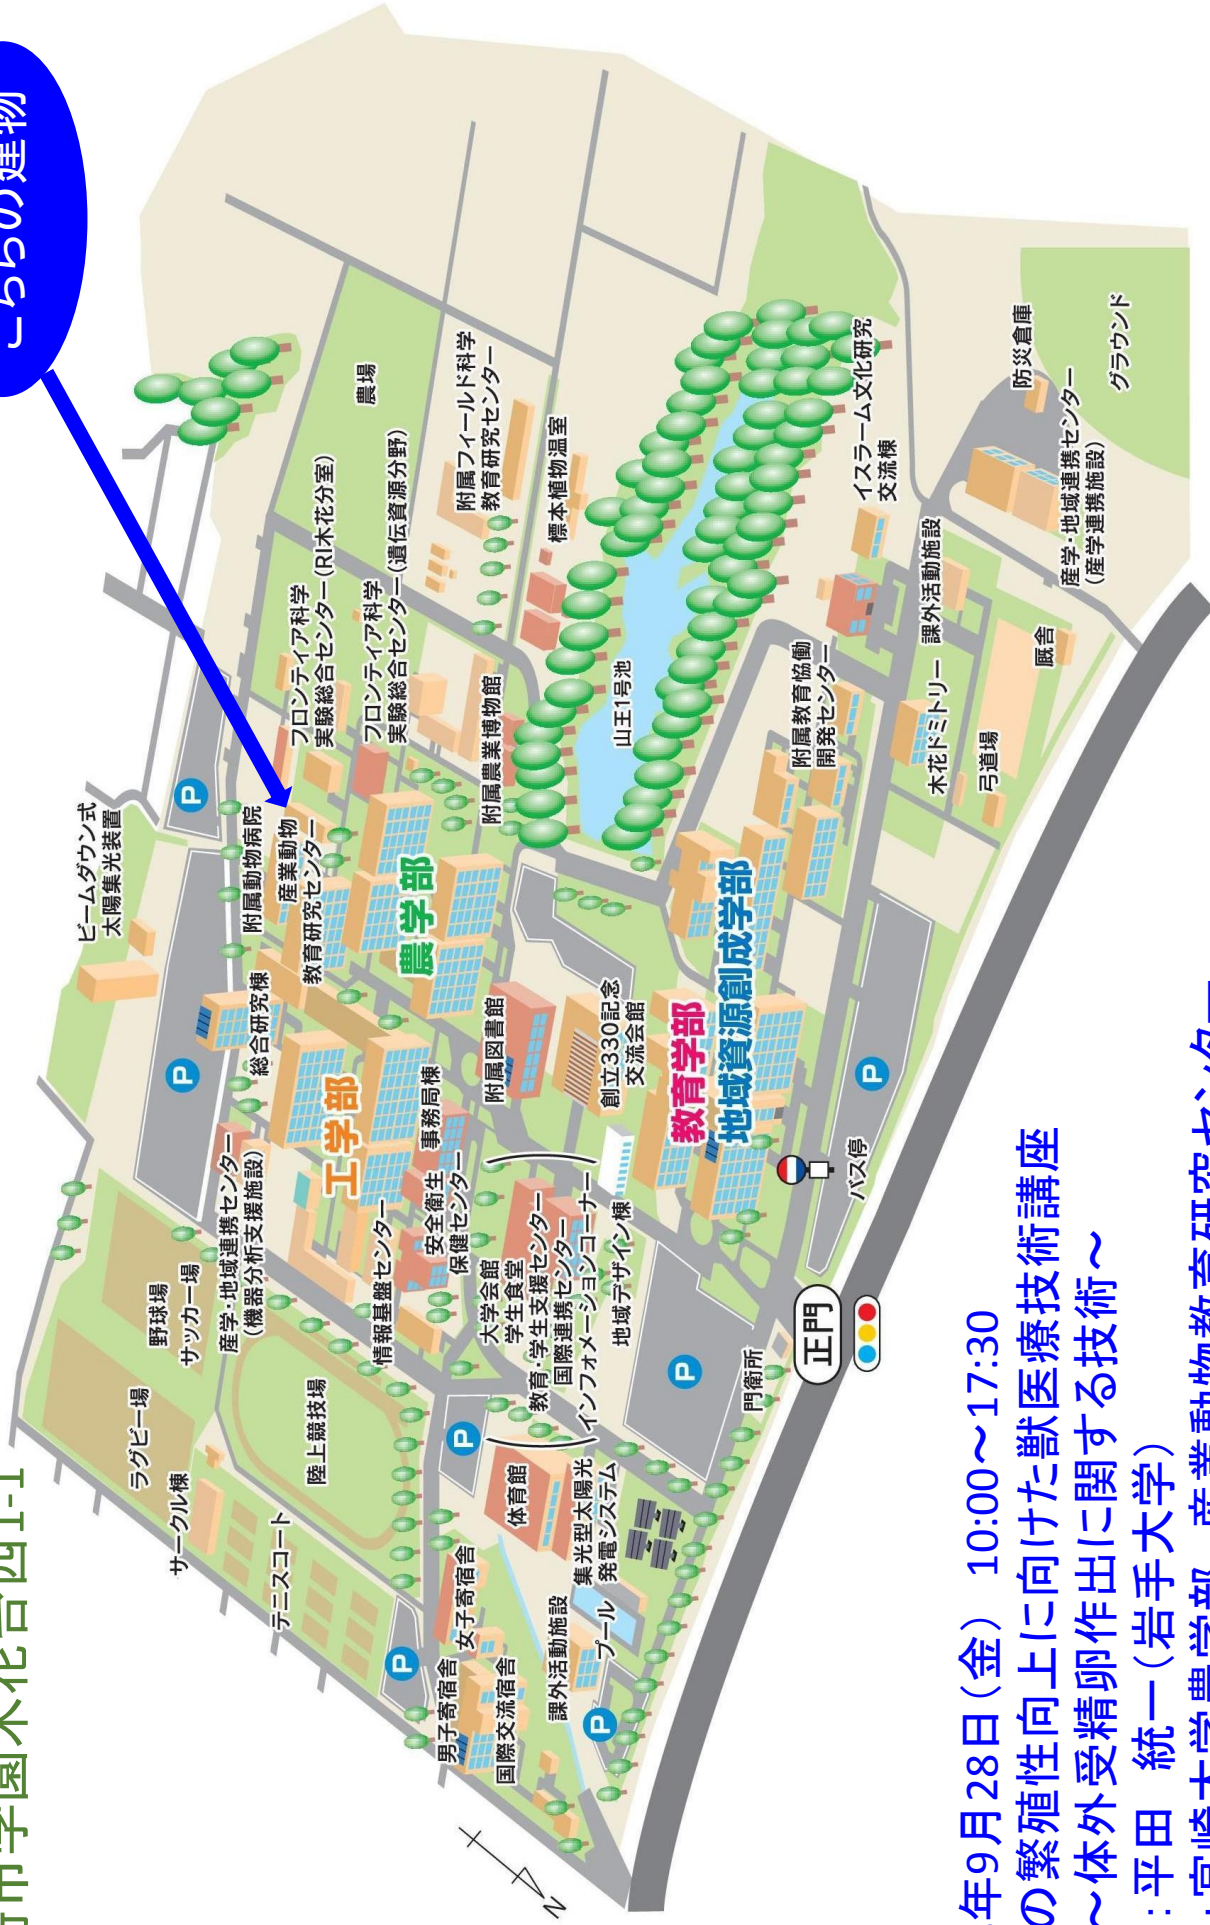 市学園木花台西1-1
こちらの建物
ビームダウン式
太陽集光装置
P
P
附属動物病院
産業動物
教育研究センター
フロンティア科学
実験総合センター(RI木花分室)
フロンティア科学
実験総合センター(遺伝資源分野)
農場
附属フィールド科学
教育研究センター
標本植物温室
附属農業博物館
農学部
総合研究棟
工学部
産学・地域連携センター
(機器分析支援施設)
野球場
サッカー場
ラグビー場
サークル棟
テニスコート
陸上競技場
情報基盤センター
安全衛生
保健センター
事務局棟
附属図書館
創立330記念
交流会館
山王1号池
イスラーム文化研究
交流棟
防災倉庫
グラウンド
産学・地域連携センター
(産学連携施設)
課外活動施設
木花ドミトリー
厩舎
弓道場
附属教育協働
開発センター
教育学部
地域資源創成学部
大学会館
学生食堂
教育・学生支援センター
国際連携センター
インフォメーションコーナー
地域デザイン棟
P
バス停
P
門衛所
正門
P
体育館
集光型太陽光
発電システム
女子寄宿舎
男子寄宿舎
国際交流宿舎
課外活動施設
プール
P
P
N
年9月28日(金) 10:00～17:30
の繁殖性向上に向けた獣医療技術講座
～体外受精卵作出に関する技術～
:平田 統一(岩手大学)
:宮崎大学農学部 産業動物教育研究センター